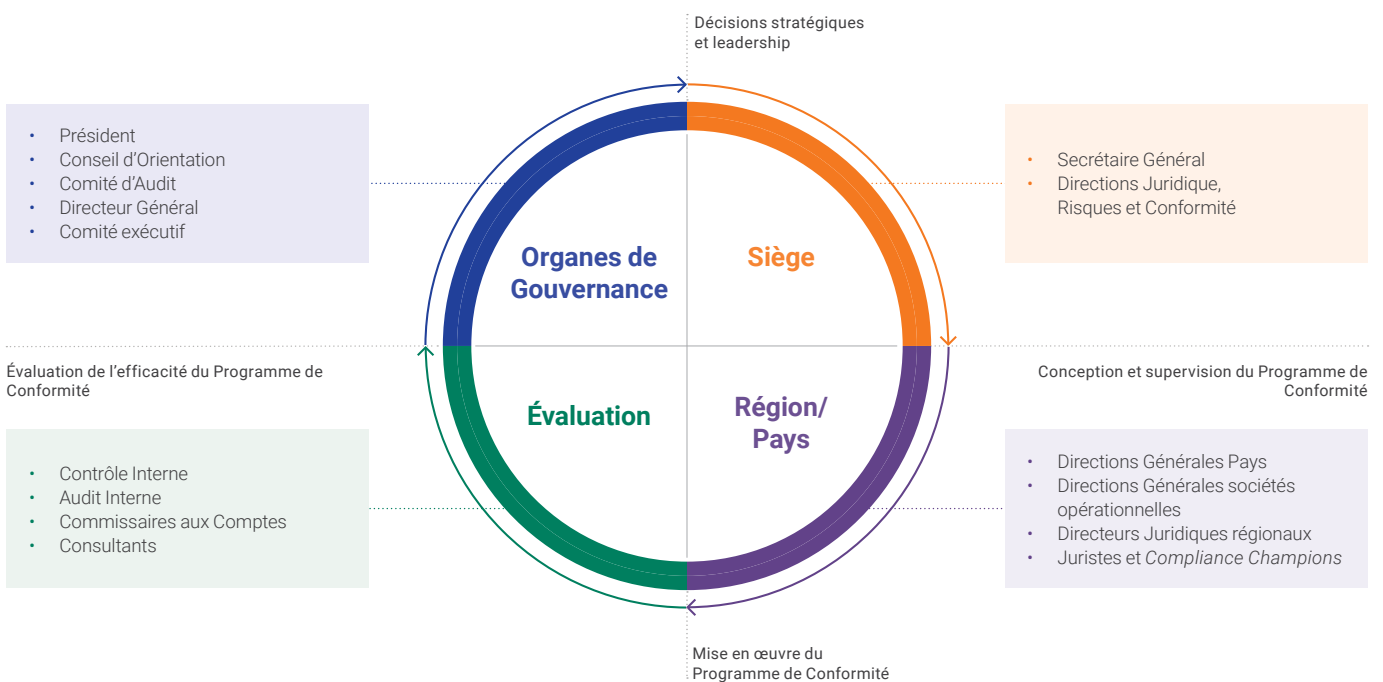 Décisions stratégiques
et leadership
• Président
• Conseil d'Orientation
• Comité d'Audit
• Directeur Général
• Comité exécutif
• Secrétaire Général
• Directions Juridique,
Risques et Conformité
Organes de
Gouvernance
Siège
Évaluation de l'efficacité du Programme de
Conformité
Conception et supervision du Programme de
Conformité
Évaluation
Région/
Pays
• Contrôle Interne
• Audit Interne
• Commissaires aux Comptes
• Consultants
• Directions Générales Pays
• Directions Générales sociétés
opérationnelles
• Directeurs Juridiques régionaux
• Juristes et Compliance Champions
Mise en œuvre du
Programme de Conformité